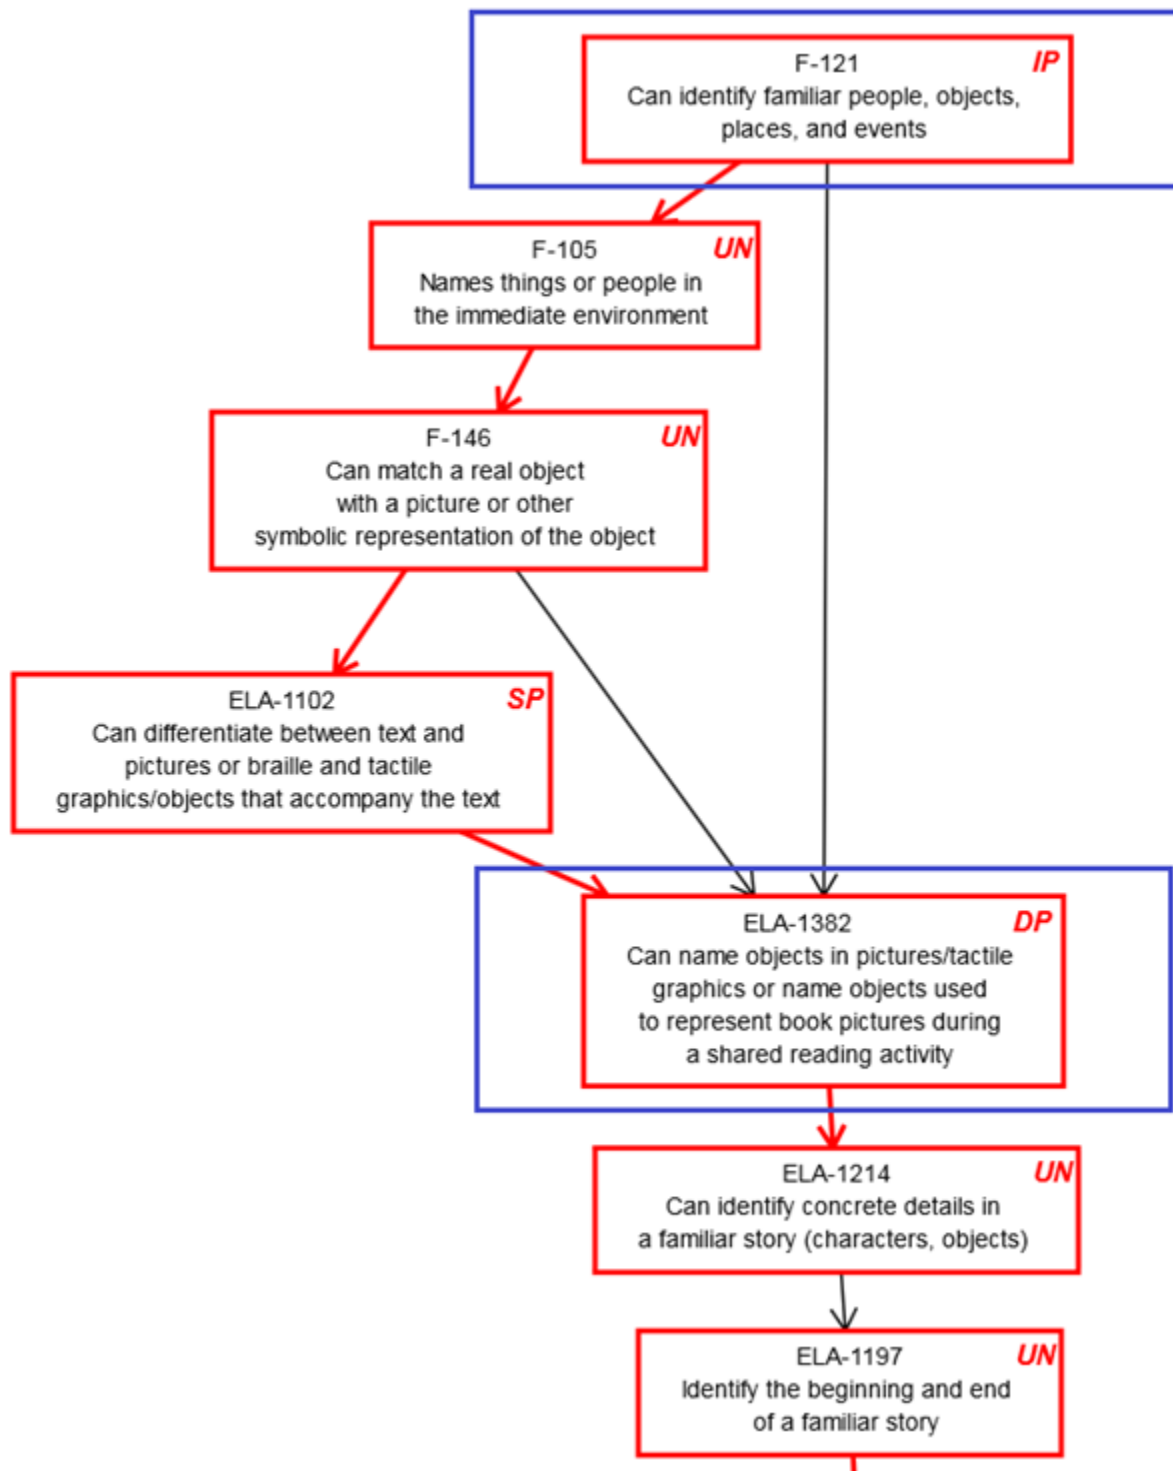 F-121 IP
Can identify familiar people, objects,
places, and events
F-105 UN
Names things or people in
the immediate environment
F-146 UN
Can match a real object
with a picture or other
symbolic representation of the object
ELA-1102 SP
Can differentiate between text and
pictures or braille and tactile
graphics/objects that accompany the text
ELA-1382 DP
Can name objects in pictures/tactile
graphics or name objects used
to represent book pictures during
a shared reading activity
ELA-1214 UN
Can identify concrete details in
a familiar story (characters, objects)
ELA-1197 UN
Identify the beginning and end
of a familiar story